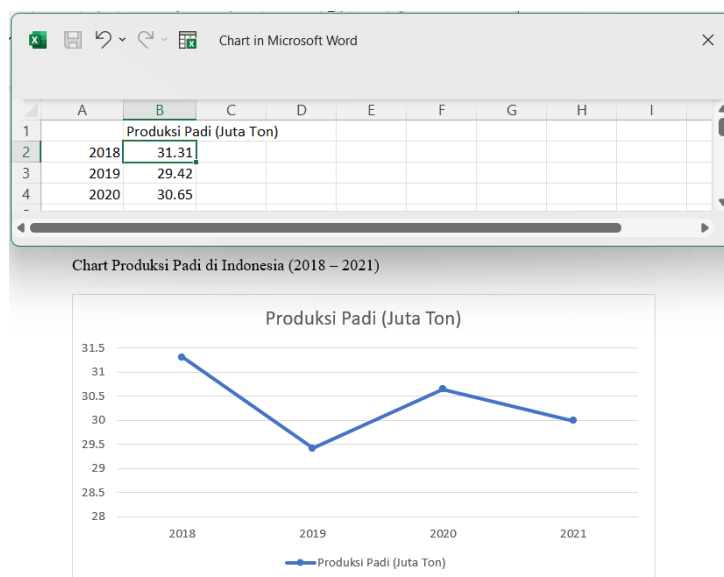 Chart in Microsoft Word
A B C D E F G H I
1 Produksi Padi (Juta Ton)
2 2018 31.31
3 2019 29.42
4 2020 30.65
Chart Produksi Padi di Indonesia (2018 – 2021)
Produksi Padi (Juta Ton)
31.5
31
30.5
30
29.5
29
28.5
28
2018 2019 2020 2021
Produksi Padi (Juta Ton)